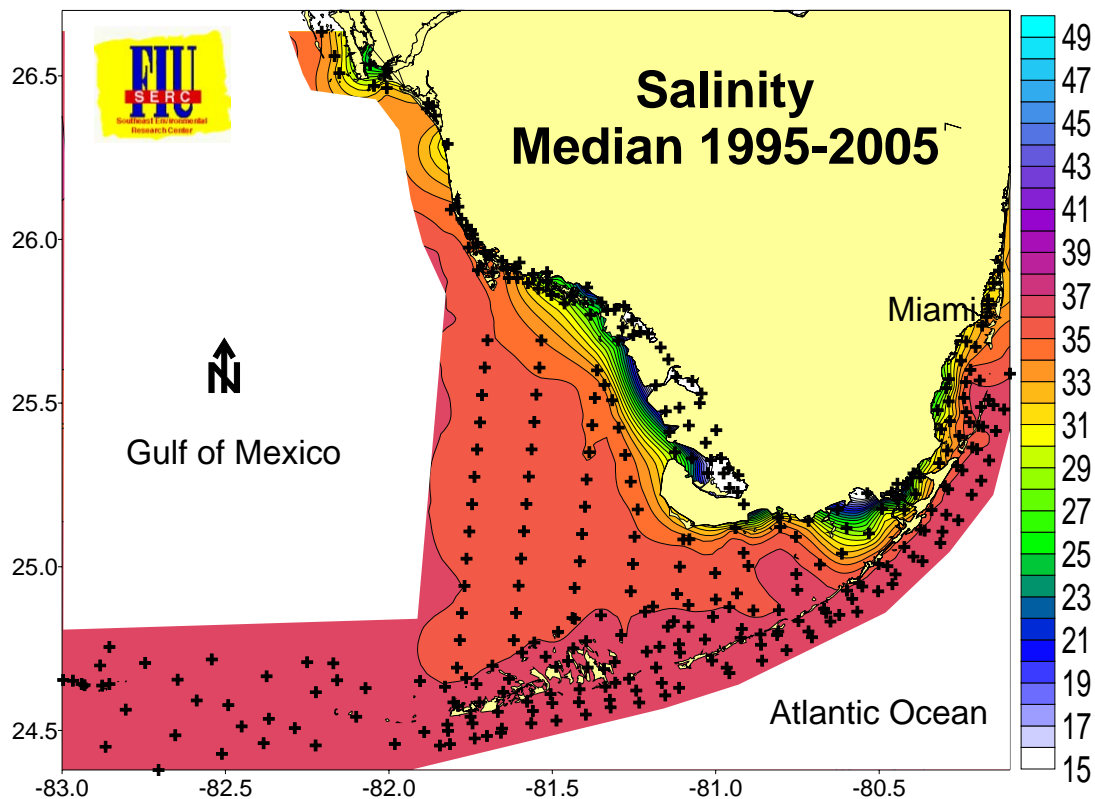 FIU
SERC
Southeast Environmental
Research Center
Salinity
Median 1995-2005
Miami
N
Gulf of Mexico
Atlantic Ocean
26.5
26.0
25.5
25.0
24.5
-83.0
-82.5
-82.0
-81.5
-81.0
-80.5
49
47
45
43
41
39
37
35
33
31
29
27
25
23
21
19
17
15